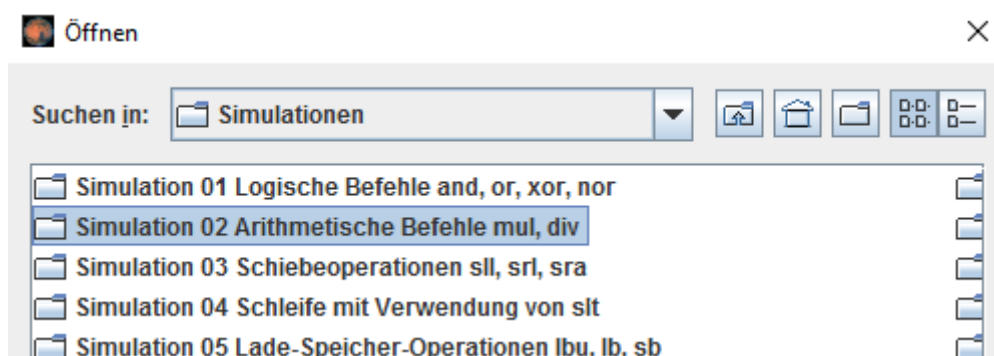 Öffnen
Suchen in: Simulationen
Simulation 01 Logische Befehle and, or, xor, nor
Simulation 02 Arithmetische Befehle mul, div
Simulation 03 Schiebeoperationen sll, srl, sra
Simulation 04 Schleife mit Verwendung von slt
Simulation 05 Lade-Speicher-Operationen lbu, lb, sb